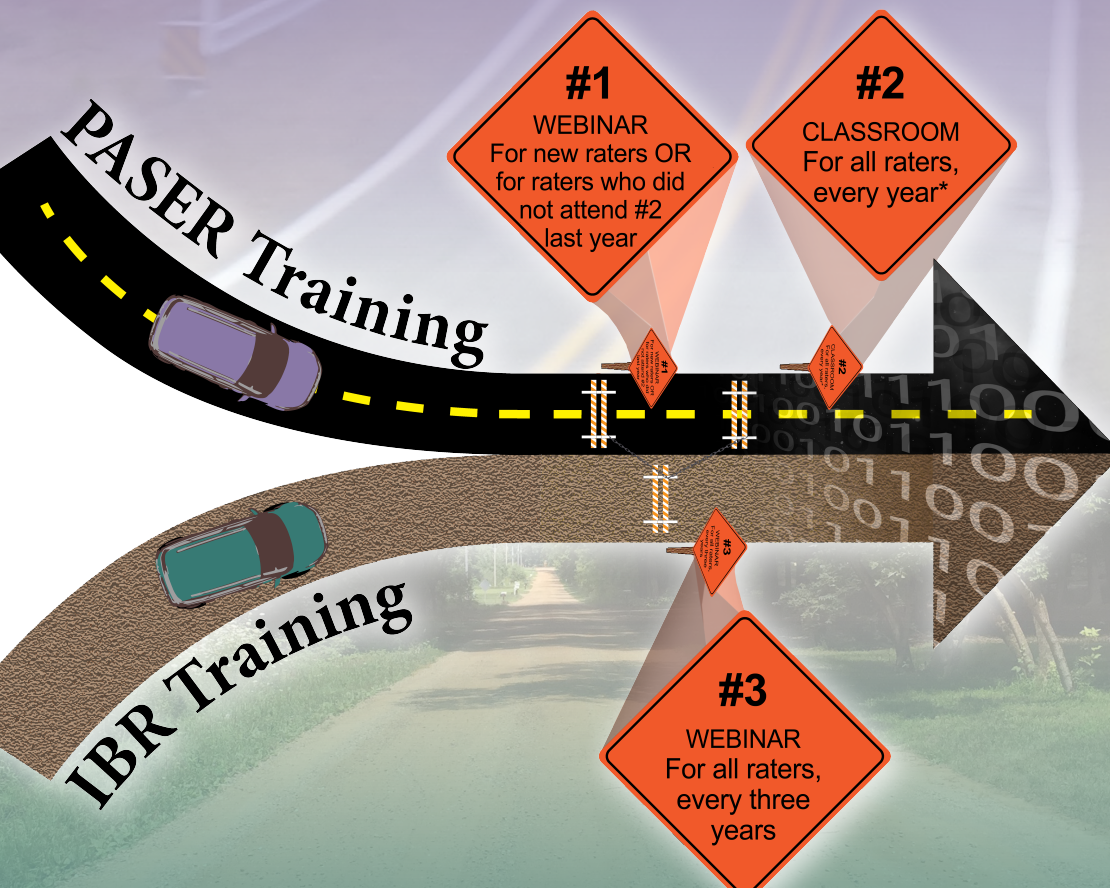 PASER Training
#1
WEBINAR
For new raters OR
for raters who did
not attend #2
last year
#2
CLASSROOM
For all raters,
every year*
IBR Training
#3
WEBINAR
For all raters,
every three
years